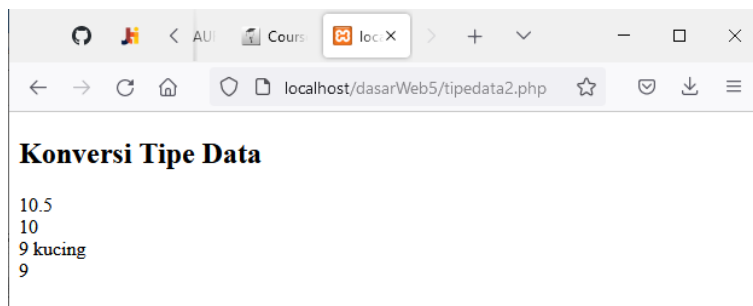 AU Cours loc
localhost/dasarWeb5/tipedata2.php
Konversi Tipe Data
10.5
10
9 kucing
9